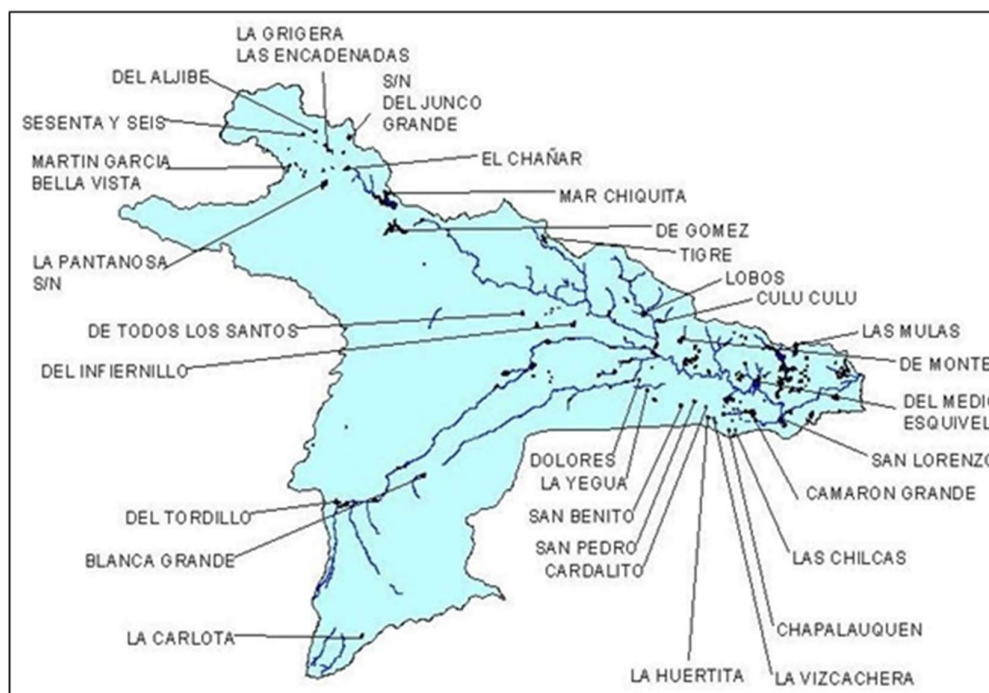 LA GRIGERA
LAS ENCADENADAS
DEL ALJIBE
S/N
DEL JUNCO
GRANDE
SESENTA Y SEIS
MARTIN GARCIA
BELLA VISTA
EL CHAÑAR
MAR CHIQUITA
DE GOMEZ
TIGRE
LA PANTANOSA
S/N
LOBOS
CULU CULU
DE TODOS LOS SANTOS
LAS MULAS
DEL INFIERNILLO
DE MONTE
DEL MEDIO
ESQUIVEL
SAN LORENZO
DOLORES
LA YEGUA
CAMARON GRANDE
DEL TORDILLO
SAN BENITO
SAN PEDRO
CARDALITO
BLANCA GRANDE
LAS CHILCAS
LA CARLOTA
CHAPALAUQUEN
LA HUERTITA
LA VIZCACHERA